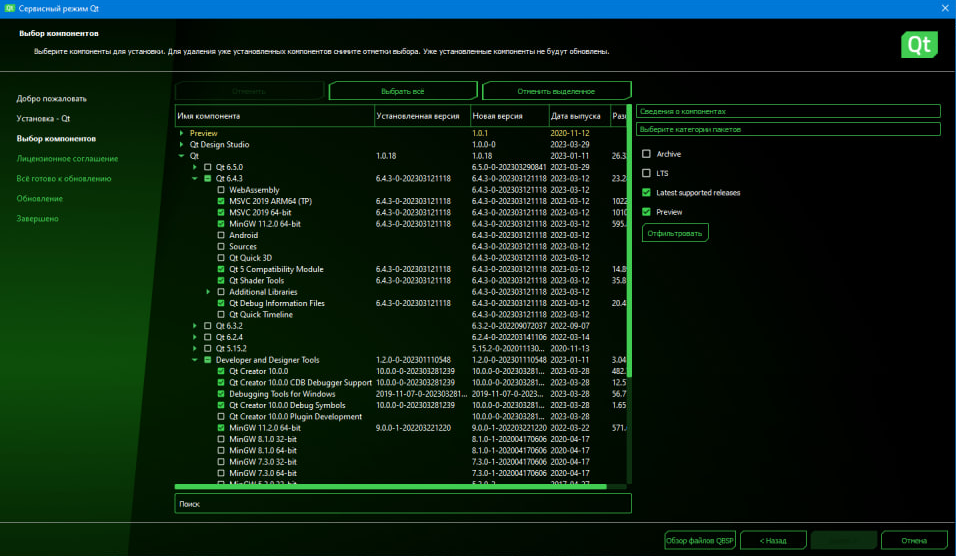 Qt Сервисный режим Qt
Выбор компонентов
Выберите компоненты для установки. Для удаления уже установленных компонентов снимите отметки выбора. Уже установленные компоненты не будут обновлены.
Qt
Добро пожаловать
Установка - Qt
Выбор компонентов
Лицензионное соглашение
Всё готово к обновлению
Обновление
Завершено
Отменить Выбрать всё Отменить выделенное
Имя компонента Установленная версия Новая версия Дата выпуска Раз
Preview 1.0.1 2020-11-12
Qt Design Studio 1.0.0-0 2023-03-29
Qt 1.0.18 1.0.18 2023-01-11 26.3
Qt 6.5.0 6.5.0-0-202303290841 2023-03-29
Qt 6.4.3 6.4.3-0-202303121118 6.4.3-0-202303121118 2023-03-12 23.2
WebAssembly 6.4.3-0-202303121118 2023-03-12
MSVC 2019 ARM64 (TP) 6.4.3-0-202303121118 6.4.3-0-202303121118 2023-03-12 1022
MSVC 2019 64-bit 6.4.3-0-202303121118 6.4.3-0-202303121118 2023-03-12 1010
MinGW 11.2.0 64-bit 6.4.3-0-202303121118 6.4.3-0-202303121118 2023-03-12 595.
Android 6.4.3-0-202303121118 2023-03-12
Sources 6.4.3-0-202303121118 2023-03-12
Qt Quick 3D 6.4.3-0-202303121118 2023-03-12
Qt 5 Compatibility Module 6.4.3-0-202303121118 6.4.3-0-202303121118 2023-03-12 14.8
Qt Shader Tools 6.4.3-0-202303121118 6.4.3-0-202303121118 2023-03-12 35.8
Additional Libraries 6.4.3-0-202303121118 2023-03-12
Qt Debug Information Files 6.4.3-0-202303121118 6.4.3-0-202303121118 2023-03-12 20.4
Qt Quick Timeline 6.4.3-0-202303121118 2023-03-12
Qt 6.3.2 6.3.2-0-202209072037 2022-09-07
Qt 6.2.4 6.2.4-0-202203141106 2022-03-14
Qt 5.15.2 5.15.2-0-202011130... 2020-11-13
Developer and Designer Tools 1.2.0-0-202301110548 1.2.0-0-202301110548 2023-01-11 3.04
Qt Creator 10.0.0 10.0.0-0-202303281239 10.0.0-0-202303281... 2023-03-28 482.
Qt Creator 10.0.0 CDB Debugger Support 10.0.0-0-202303281239 10.0.0-0-202303281... 2023-03-28 12.5
Debugging Tools for Windows 2019-11-07-0-202303281... 2019-11-07-0-2023... 2023-03-28 56.7
Qt Creator 10.0.0 Debug Symbols 10.0.0-0-202303281239 10.0.0-0-202303281... 2023-03-28 1.65
Qt Creator 10.0.0 Plugin Development 10.0.0-0-202303281... 2023-03-28
MinGW 11.2.0 64-bit 9.0.0-1-202203221220 9.0.0-1-202203221220 2022-03-22 571.
MinGW 8.1.0 32-bit 8.1.0-1-202004170606 2020-04-17
MinGW 8.1.0 64-bit 8.1.0-1-202004170606 2020-04-17
MinGW 7.3.0 32-bit 7.3.0-1-202004170606 2020-04-17
MinGW 7.3.0 64-bit 7.3.0-1-202004170606 2020-04-17
Поиск
Сведения о компонентах
Выберите категории пакетов
Archive
LTS
Latest supported releases
Preview
Отфильтровать
Обзор файлов QBSP < Назад Отмена